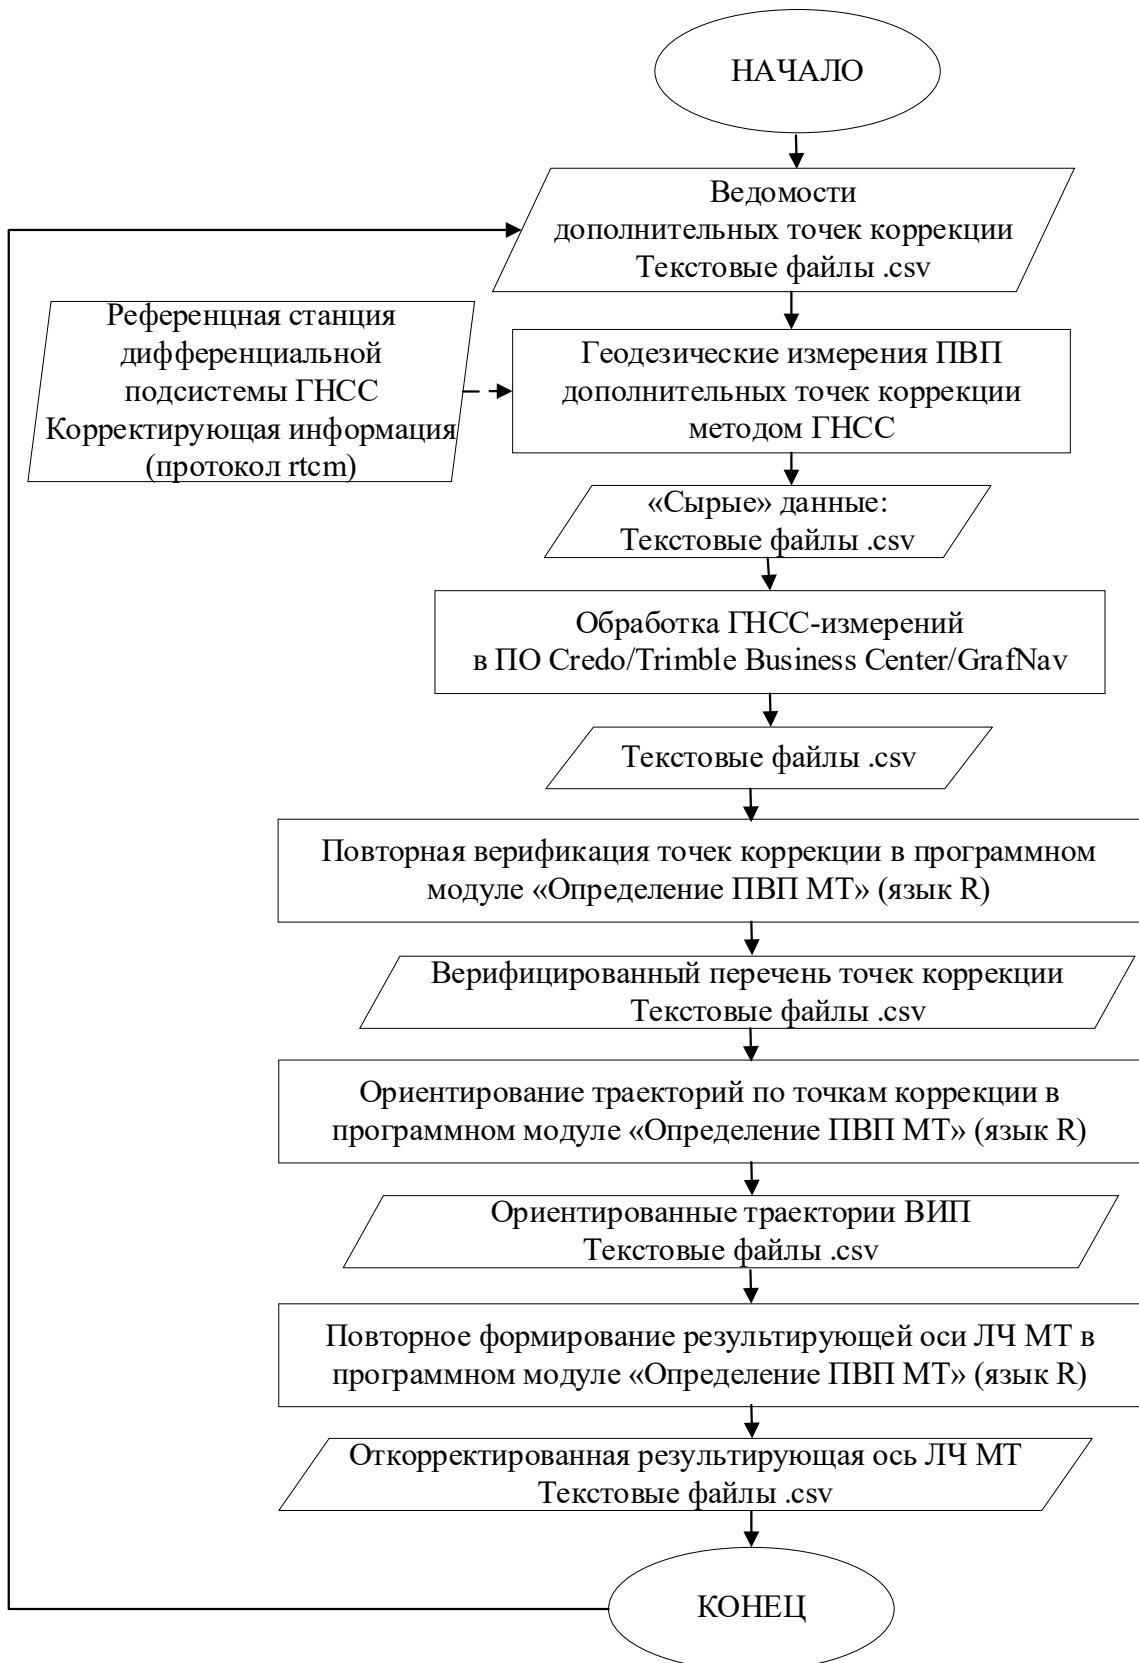 НАЧАЛО
Ведомости
дополнительных точек коррекции
Текстовые файлы .csv
Референцная станция
дифференциальной
подсистемы ГНСС
Корректирующая информация
(протокол rtcm)
Геодезические измерения ПВП
дополнительных точек коррекции
методом ГНСС
«Сырые» данные:
Текстовые файлы .csv
Обработка ГНСС-измерений
в ПО Credo/Trimble Business Center/GrafNav
Текстовые файлы .csv
Повторная верификация точек коррекции в программном
модуле «Определение ПВП МТ» (язык R)
Верифицированный перечень точек коррекции
Текстовые файлы .csv
Ориентирование траекторий по точкам коррекции в
программном модуле «Определение ПВП МТ» (язык R)
Ориентированные траектории ВИП
Текстовые файлы .csv
Повторное формирование результирующей оси ЛЧ МТ в
программном модуле «Определение ПВП МТ» (язык R)
Откорректированная результирующая ось ЛЧ МТ
Текстовые файлы .csv
КОНЕЦ